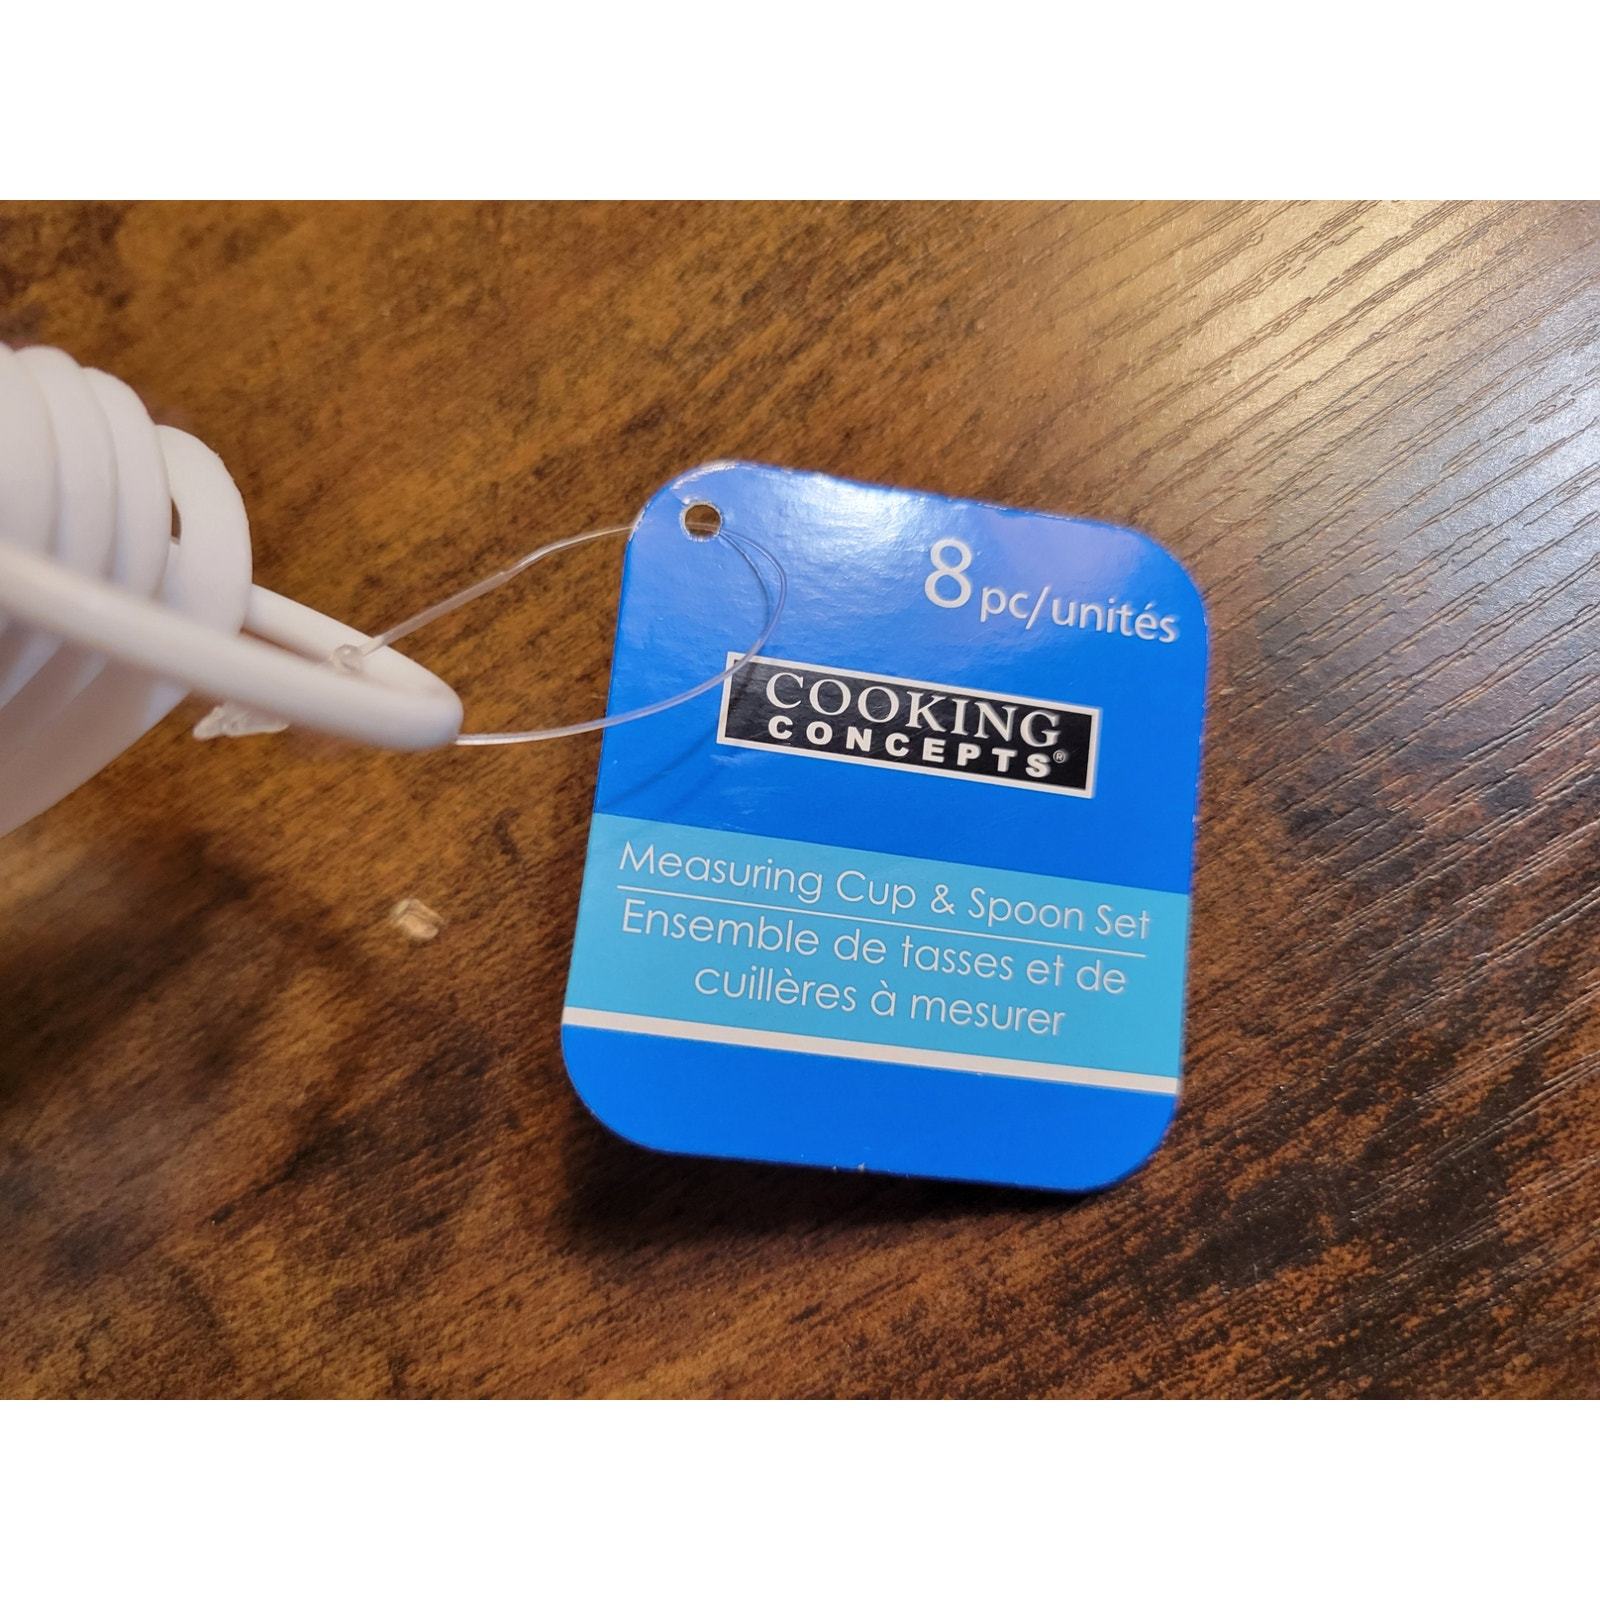 8 pc/unités
COOKING
CONCEPTS®
Measuring Cup & Spoon Set
Ensemble de tasses et de
cuillères à mesurer